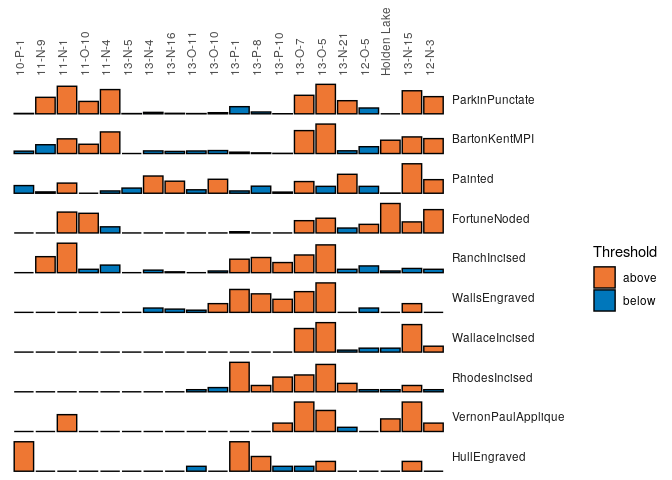 10-P-1
11-N-9
11-N-1
11-O-10
11-N-4
13-N-5
13-N-4
13-N-16
13-O-11
13-O-10
13-P-1
13-P-8
13-P-10
13-O-7
13-O-5
13-N-21
12-O-5
Holden Lake
13-N-15
12-N-3
ParkinPunctate
BartonKentMPI
Painted
FortuneNoded
RanchIncised
WallsEngraved
WallaceIncised
RhodesIncised
VernonPaulApplique
HullEngraved
Threshold
above
below